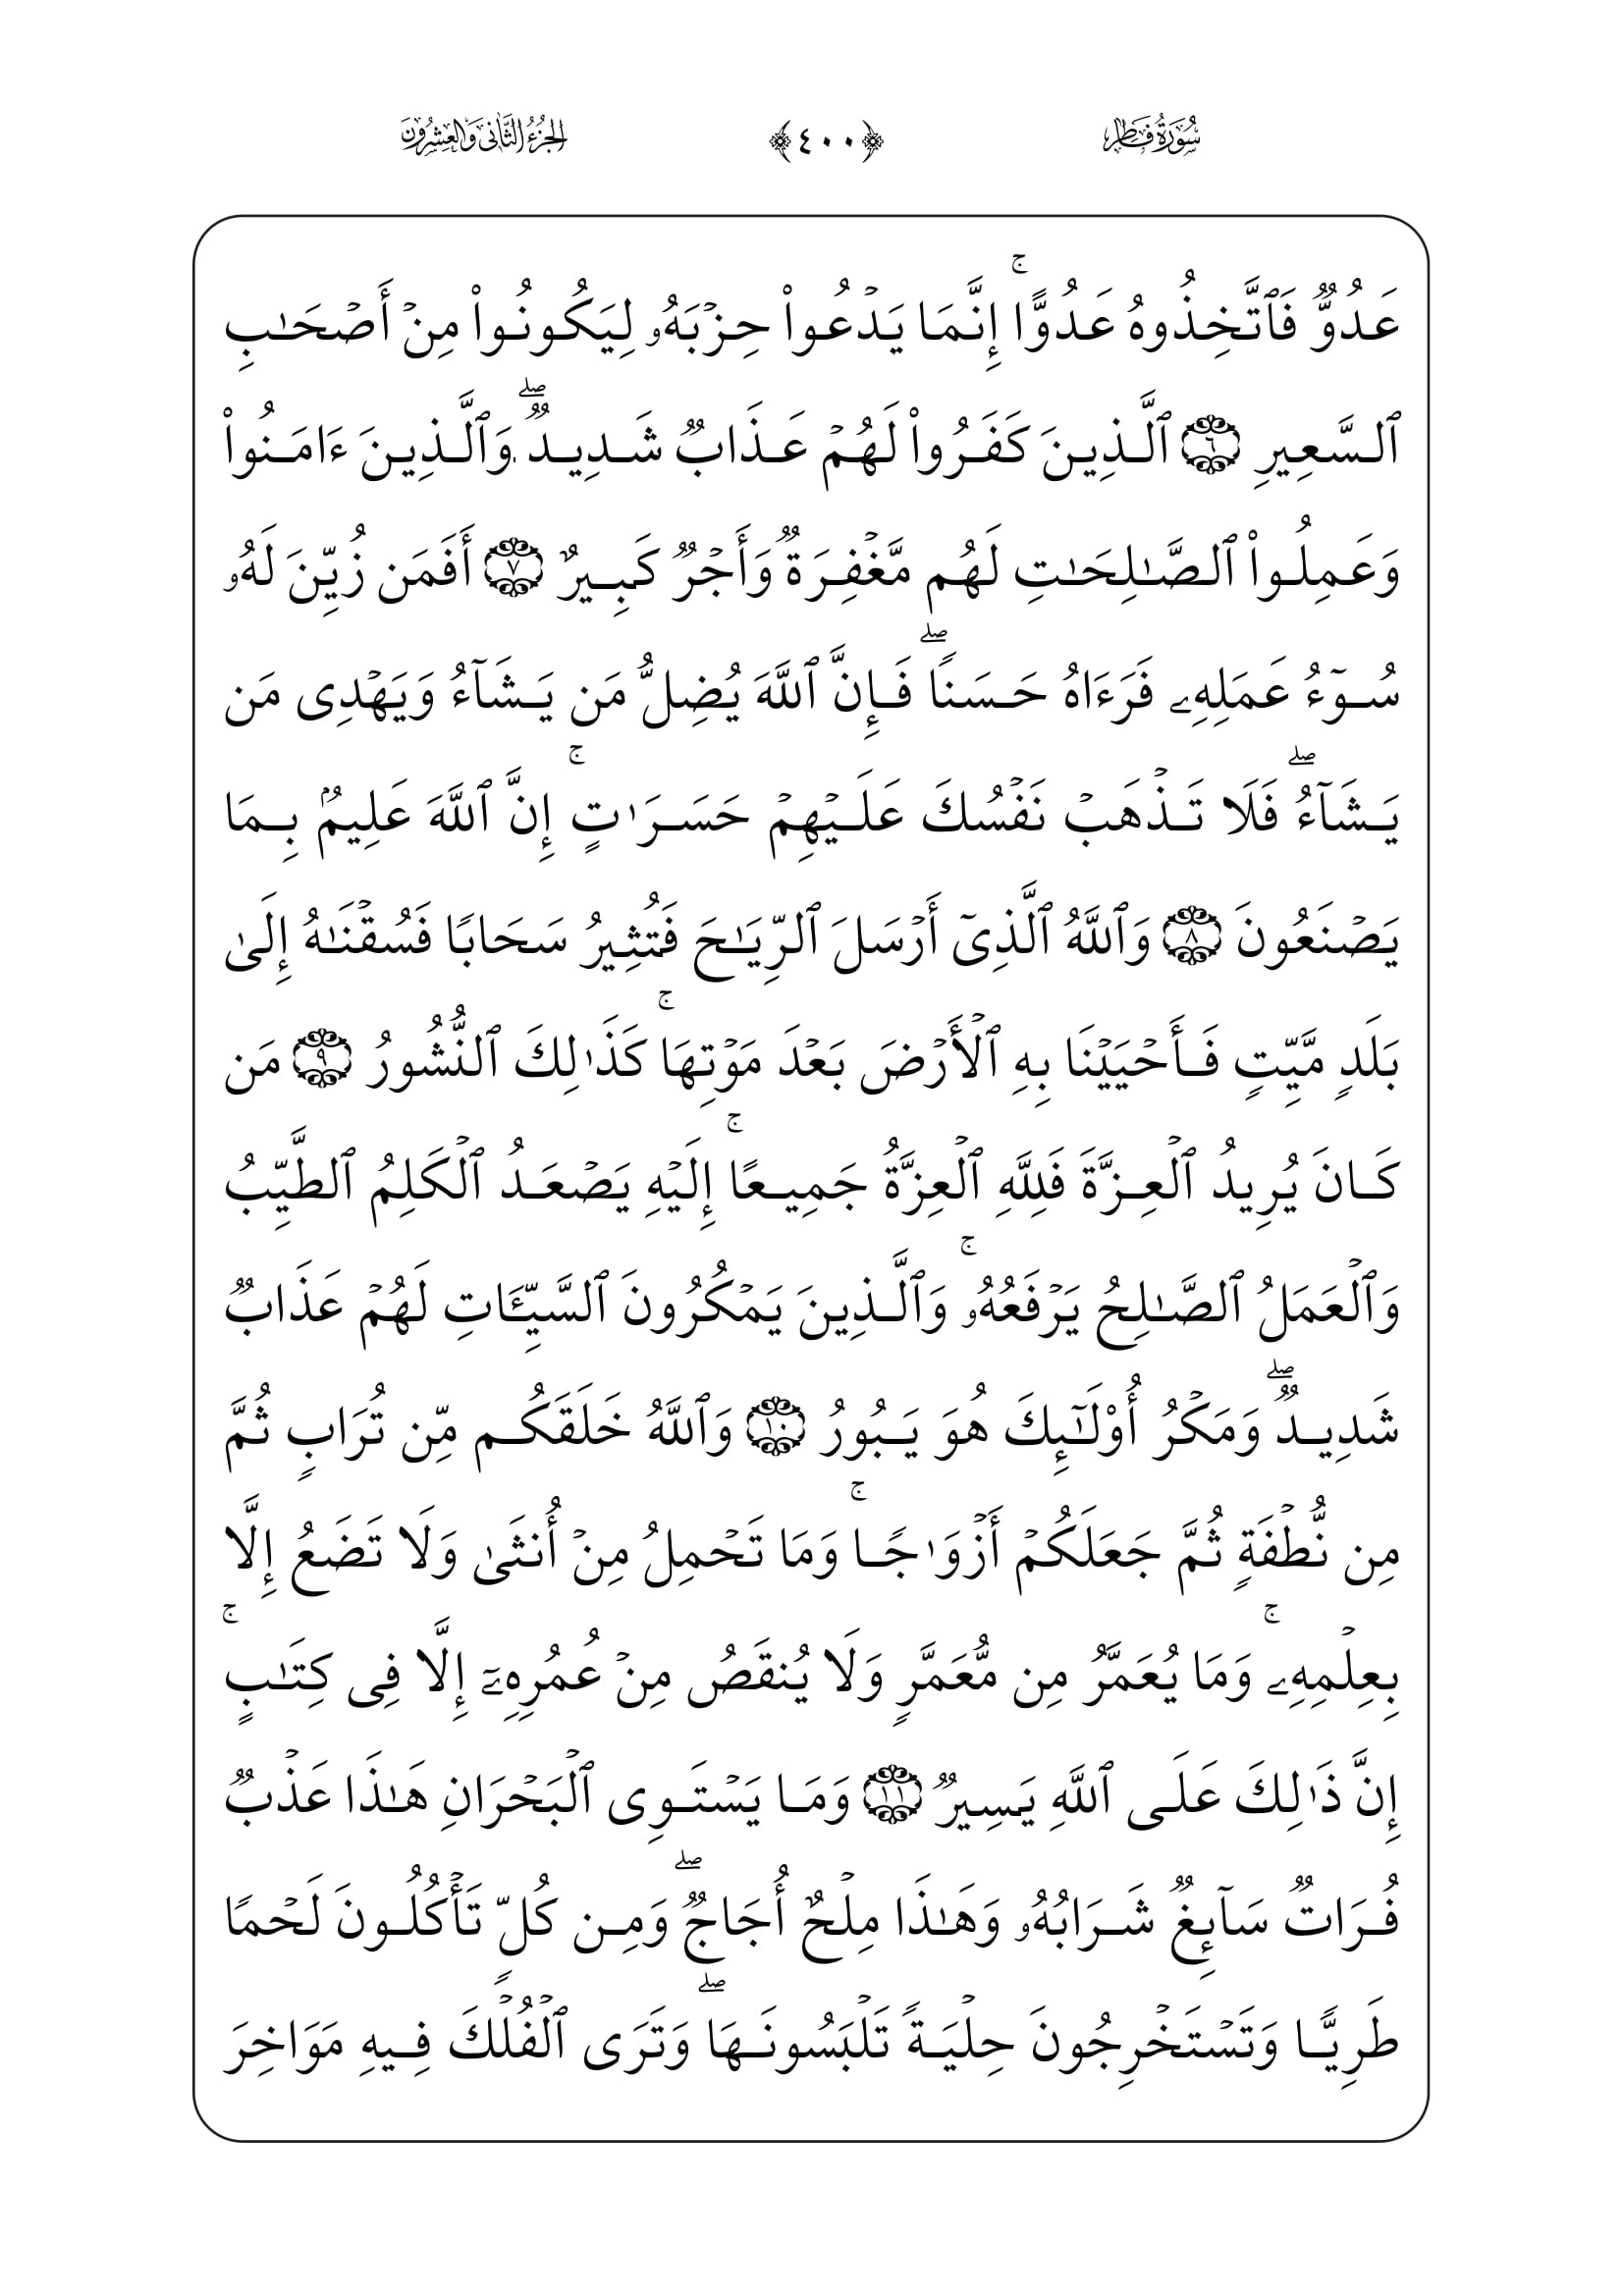 سُورَةُ فَاطِرٍ ﴿٤٠٠﴾ الجُزْءُ الثَّانِي وَالعِشْرُونَ
عَدُوࣱّ فَٱتَّخِذُوهُ عَدُوًّاۚ إِنَّمَا يَدۡعُواْ حِزۡبَهُۥ لِيَكُونُواْ مِنۡ أَصۡحَٰبِ
ٱلسَّعِيرِ ٦ ٱلَّذِينَ كَفَرُواْ لَهُمۡ عَذَابࣱ شَدِيدࣱۖ وَٱلَّذِينَ ءَامَنُواْ
وَعَمِلُواْ ٱلصَّٰلِحَٰتِ لَهُم مَّغۡفِرَةࣱ وَأَجۡرࣱ كَبِيرٌ ٧ أَفَمَن زُيِّنَ لَهُۥ
سُوٓءُ عَمَلِهِۦ فَرَءَاهُ حَسَنࣰاۖ فَإِنَّ ٱللَّهَ يُضِلُّ مَن يَشَآءُ وَيَهۡدِى مَن
يَشَآءُۖ فَلَا تَذۡهَبۡ نَفۡسُكَ عَلَيۡهِمۡ حَسَرَٰتٍۚ إِنَّ ٱللَّهَ عَلِيمُۢ بِمَا
يَصۡنَعُونَ ٨ وَٱللَّهُ ٱلَّذِىٓ أَرۡسَلَ ٱلرِّيَٰحَ فَتُثِيرُ سَحَابࣰا فَسُقۡنَٰهُ إِلَىٰ
بَلَدࣲ مَّيِّتࣲ فَأَحۡيَيۡنَا بِهِ ٱلۡأَرۡضَ بَعۡدَ مَوۡتِهَاۚ كَذَٰلِكَ ٱلنُّشُورُ ٩ مَن
كَانَ يُرِيدُ ٱلۡعِزَّةَ فَلِلَّهِ ٱلۡعِزَّةُ جَمِيعًاۚ إِلَيۡهِ يَصۡعَدُ ٱلۡكَلِمُ ٱلطَّيِّبُ
وَٱلۡعَمَلُ ٱلصَّٰلِحُ يَرۡفَعُهُۥۚ وَٱلَّذِينَ يَمۡكُرُونَ ٱلسَّيِّـَٔاتِ لَهُمۡ عَذَابࣱ
شَدِيدࣱۖ وَمَكۡرُ أُوْلَٰٓئِكَ هُوَ يَبُورُ ١٠ وَٱللَّهُ خَلَقَكُم مِّن تُرَابࣲ ثُمَّ
مِن نُّطۡفَةࣲ ثُمَّ جَعَلَكُمۡ أَزۡوَٰجࣰاۚ وَمَا تَحۡمِلُ مِنۡ أُنثَىٰ وَلَا تَضَعُ إِلَّا
بِعِلۡمِهِۦۚ وَمَا يُعَمَّرُ مِن مُّعَمَّرࣲ وَلَا يُنقَصُ مِنۡ عُمُرِهِۦٓ إِلَّا فِى كِتَٰبٍۚ
إِنَّ ذَٰلِكَ عَلَى ٱللَّهِ يَسِيرࣱ ١١ وَمَا يَسۡتَوِى ٱلۡبَحۡرَانِ هَٰذَا عَذۡبࣱ
فُرَاتࣱ سَآئِغࣱ شَرَابُهُۥ وَهَٰذَا مِلۡحٌ أُجَاجࣱۖ وَمِن كُلࣲّ تَأۡكُلُونَ لَحۡمࣰا
طَرِيࣰّا وَتَسۡتَخۡرِجُونَ حِلۡيَةࣰ تَلۡبَسُونَهَاۖ وَتَرَى ٱلۡفُلۡكَ فِيهِ مَوَاخِرَ